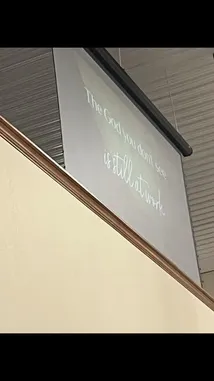 The God you don't see
is still at work.